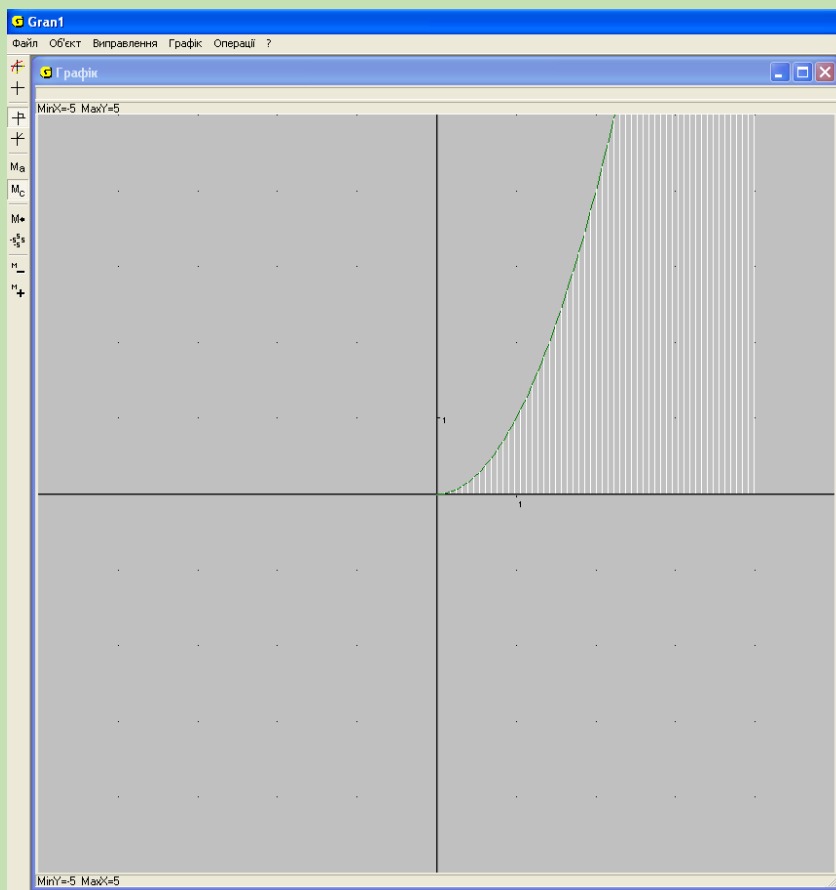 Gran1
Файл Об'єкт Виправлення Графік Операції ?
Графік
MinX=-5 MaxY=5
Ma
Mc
M
M
M
1
1
MinY=-5 MaxX=5